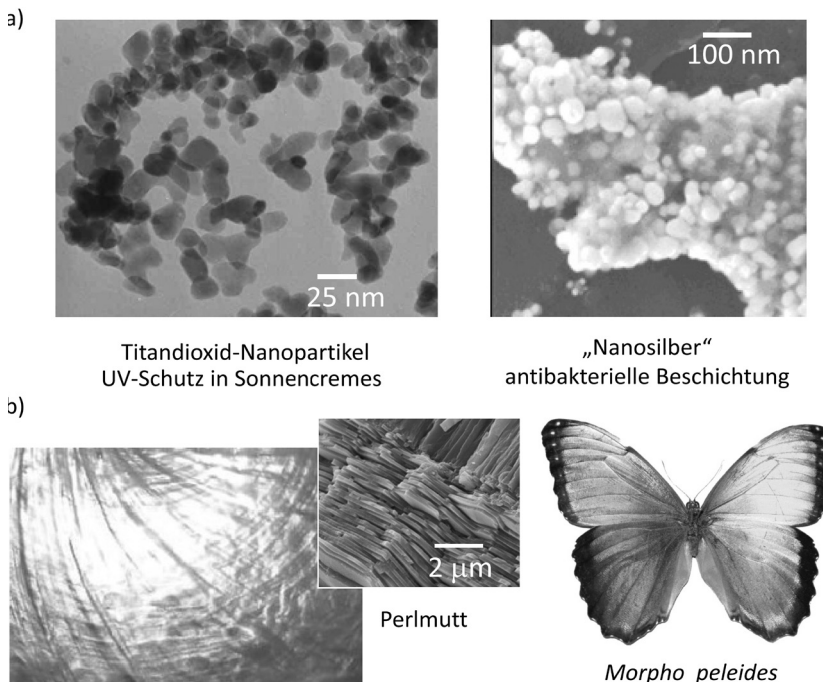 a)
100 nm
25 nm
Titandioxid-Nanopartikel
UV-Schutz in Sonnencremes
„Nanosilber“
antibakterielle Beschichtung
b)
2 µm
Perlmutt
Morpho peleides